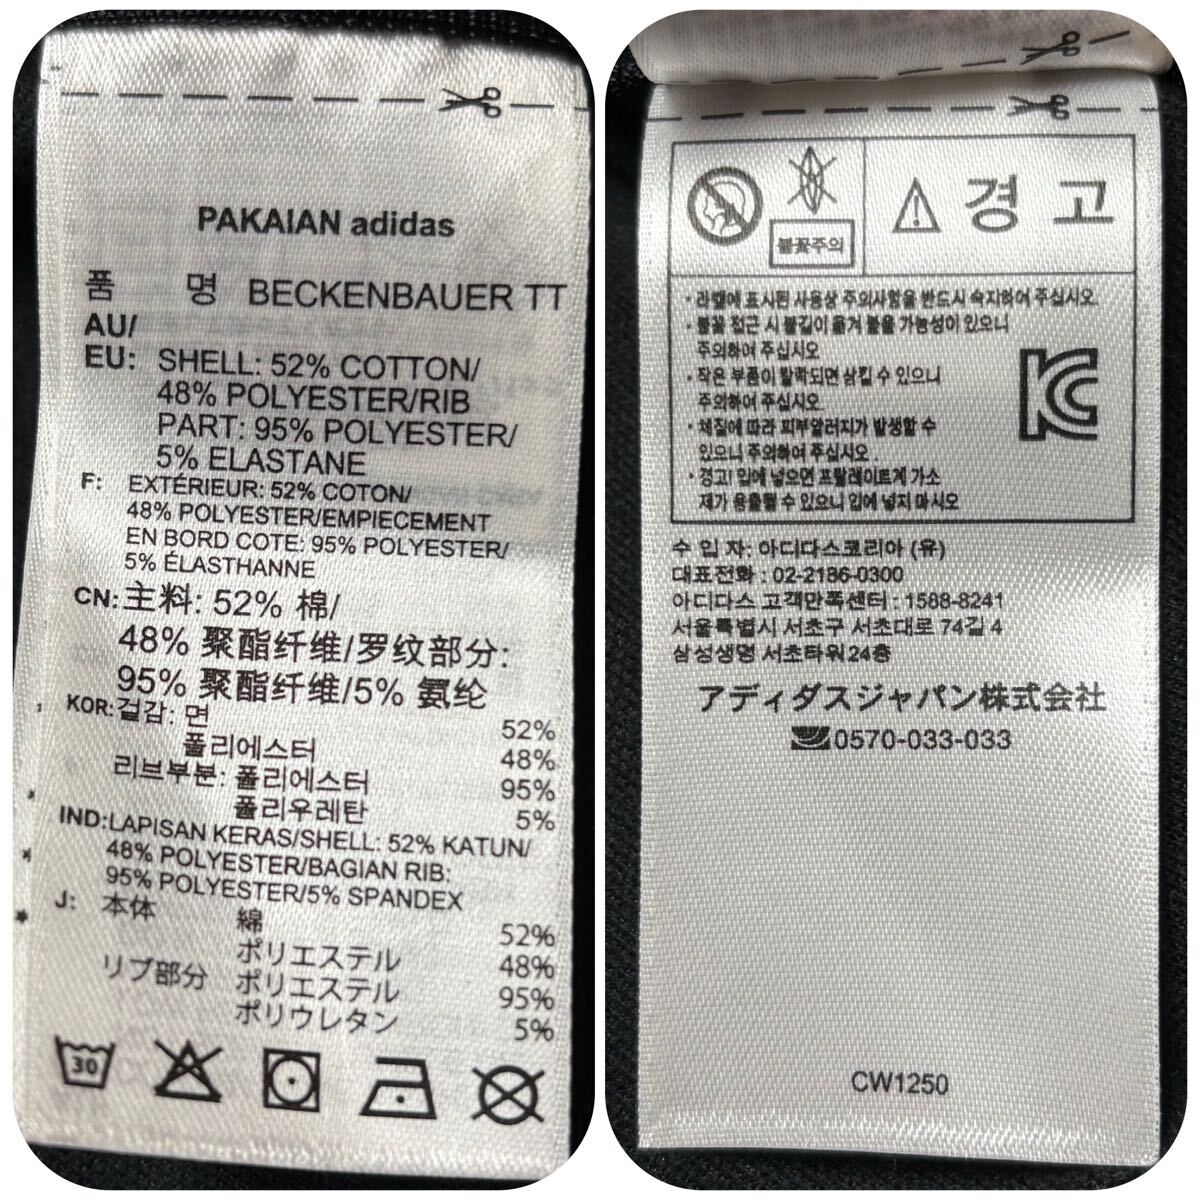 PAKAIAN adidas
품 명 BECKENBAUER TT
AU/
EU: SHELL: 52% COTTON/
48% POLYESTER/RIB
PART: 95% POLYESTER/
5% ELASTANE
F: EXTÉRIEUR: 52% COTON/
48% POLYESTER/EMPIECEMENT
EN BORD COTE: 95% POLYESTER/
5% ÉLASTHANNE
CN: 主料: 52% 棉/
48% 聚酯纤维/罗纹部分:
95% 聚酯纤维/5% 氨纶
KOR: 겉감: 면 52%
폴리에스터 48%
리브부분: 폴리에스터 95%
폴리우레탄 5%
IND: LAPISAN KERAS/SHELL: 52% KATUN/
48% POLYESTER/BAGIAN RIB:
95% POLYESTER/5% SPANDEX
J: 本体 綿 52%
ポリエステル 48%
リブ部分 ポリエステル 95%
ポリウレタン 5%
30
불꽃주의
경 고
· 라벨에 표시된 사용상 주의사항을 반드시 숙지하여 주십시오.
· 불꽃 접근 시 불길이 옮겨 붙을 가능성이 있으니
주의하여 주십시오
· 작은 부품이 탈락되면 삼킬 수 있으니
주의하여 주십시오.
· 체질에 따라 피부알러지가 발생할 수
있으니 주의하여 주십시오.
· 경고! 입에 넣으면 프탈레이트계 가소
제가 용출될 수 있으니 입에 넣지 마시오
수 입 자: 아디다스코리아 (유)
대표전화 : 02-2186-0300
아디다스 고객만족센터 : 1588-8241
서울특별시 서초구 서초대로 74길 4
삼성생명 서초타워 24층
アディダスジャパン株式会社
0570-033-033
CW1250